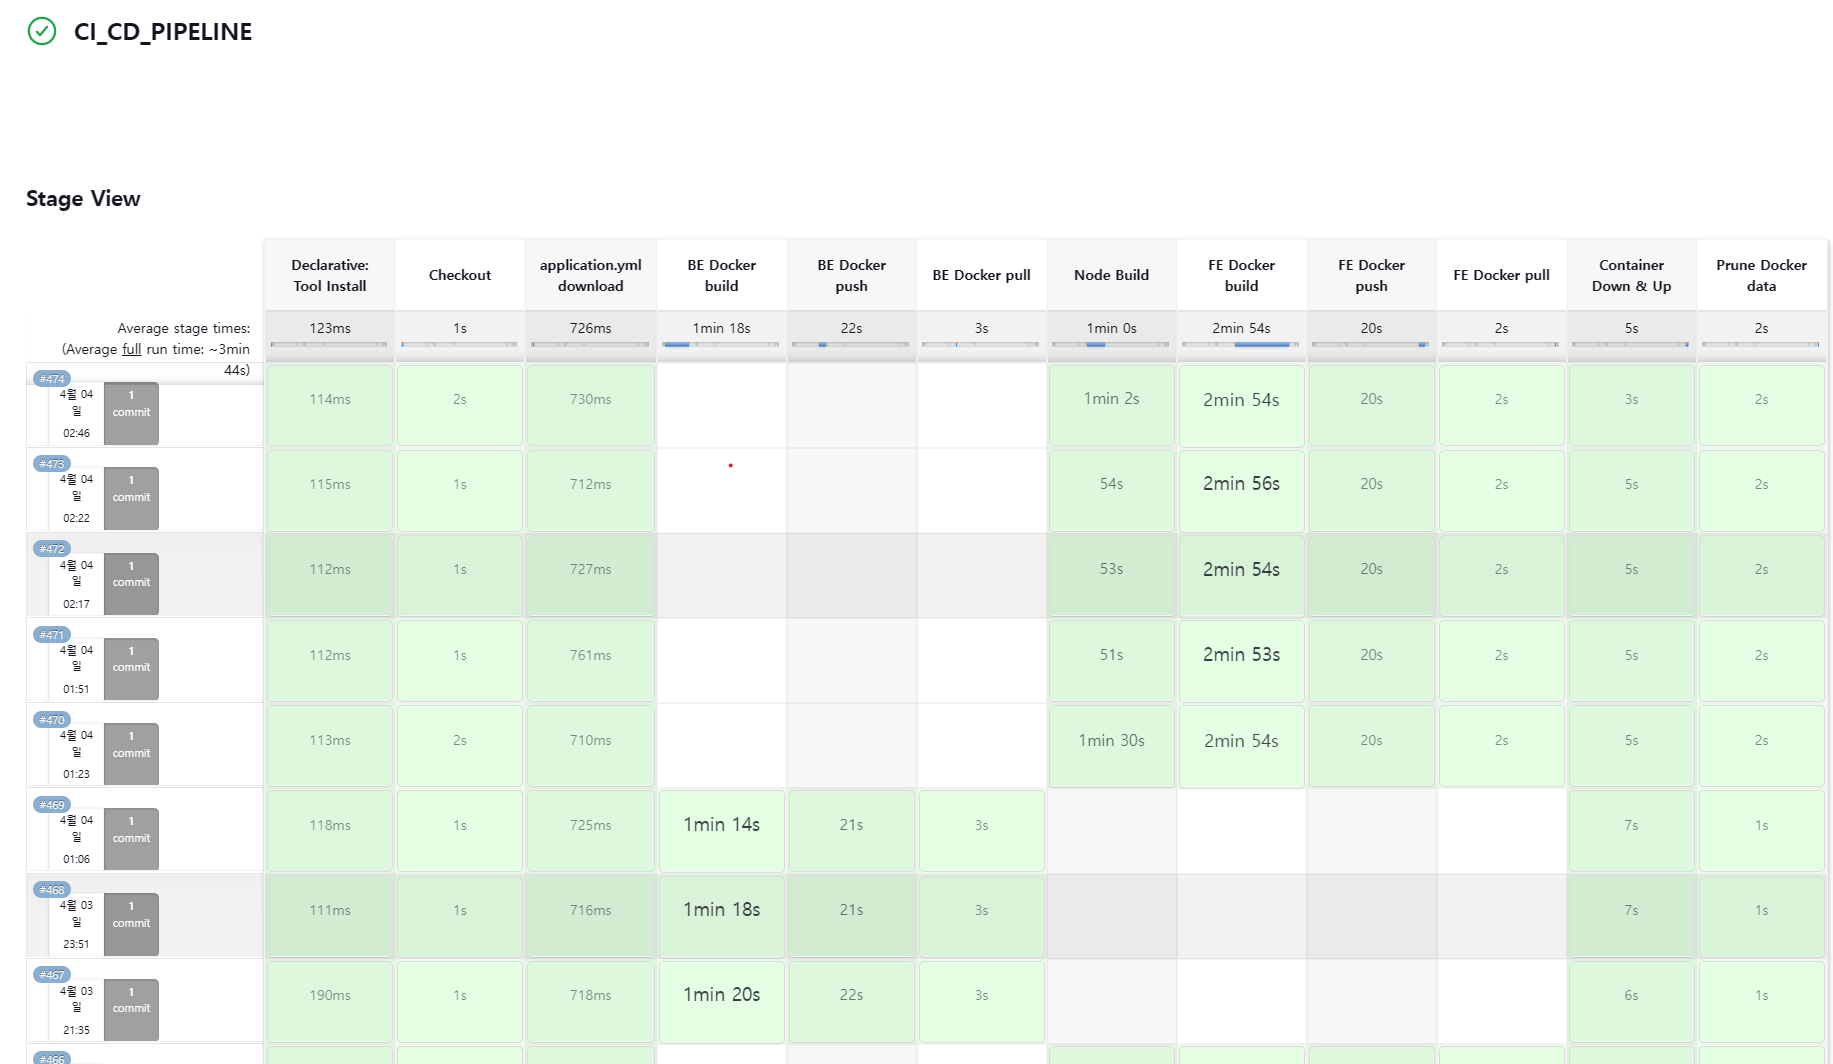 CI_CD_PIPELINE
Stage View
Declarative: Tool Install
Checkout
application.yml download
BE Docker build
BE Docker push
BE Docker pull
Node Build
FE Docker build
FE Docker push
FE Docker pull
Container Down & Up
Prune Docker data
Average stage times:
(Average full run time: ~3min
44s)
123ms 1s 726ms 1min 18s 22s 3s 1min 0s 2min 54s 20s 2s 5s 2s
#474
4월 04
일
02:46
1
commit
114ms 2s 730ms 1min 2s 2min 54s 20s 2s 3s 2s
#473
4월 04
일
02:22
1
commit
115ms 1s 712ms 54s 2min 56s 20s 2s 5s 2s
#472
4월 04
일
02:17
1
commit
112ms 1s 727ms 53s 2min 54s 20s 2s 5s 2s
#471
4월 04
일
01:51
1
commit
112ms 1s 761ms 51s 2min 53s 20s 2s 5s 2s
#470
4월 04
일
01:23
1
commit
113ms 2s 710ms 1min 30s 2min 54s 20s 2s 5s 2s
#469
4월 04
일
01:06
1
commit
118ms 1s 725ms 1min 14s 21s 3s 7s 1s
#468
4월 03
일
23:51
1
commit
111ms 1s 716ms 1min 18s 21s 3s 7s 1s
#467
4월 03
일
21:35
1
commit
190ms 1s 718ms 1min 20s 22s 3s 6s 1s
#466